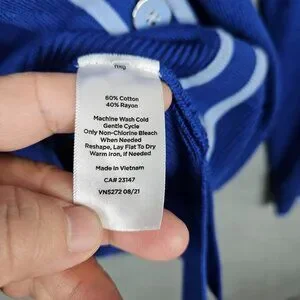 60% Cotton
40% Rayon
Machine Wash Cold
Gentle Cycle
Only Non-Chlorine Bleach
When Needed
Reshape, Lay Flat To Dry
Warm Iron, If Needed
Made in Vietnam
CA# 23147
VN5272 08/21